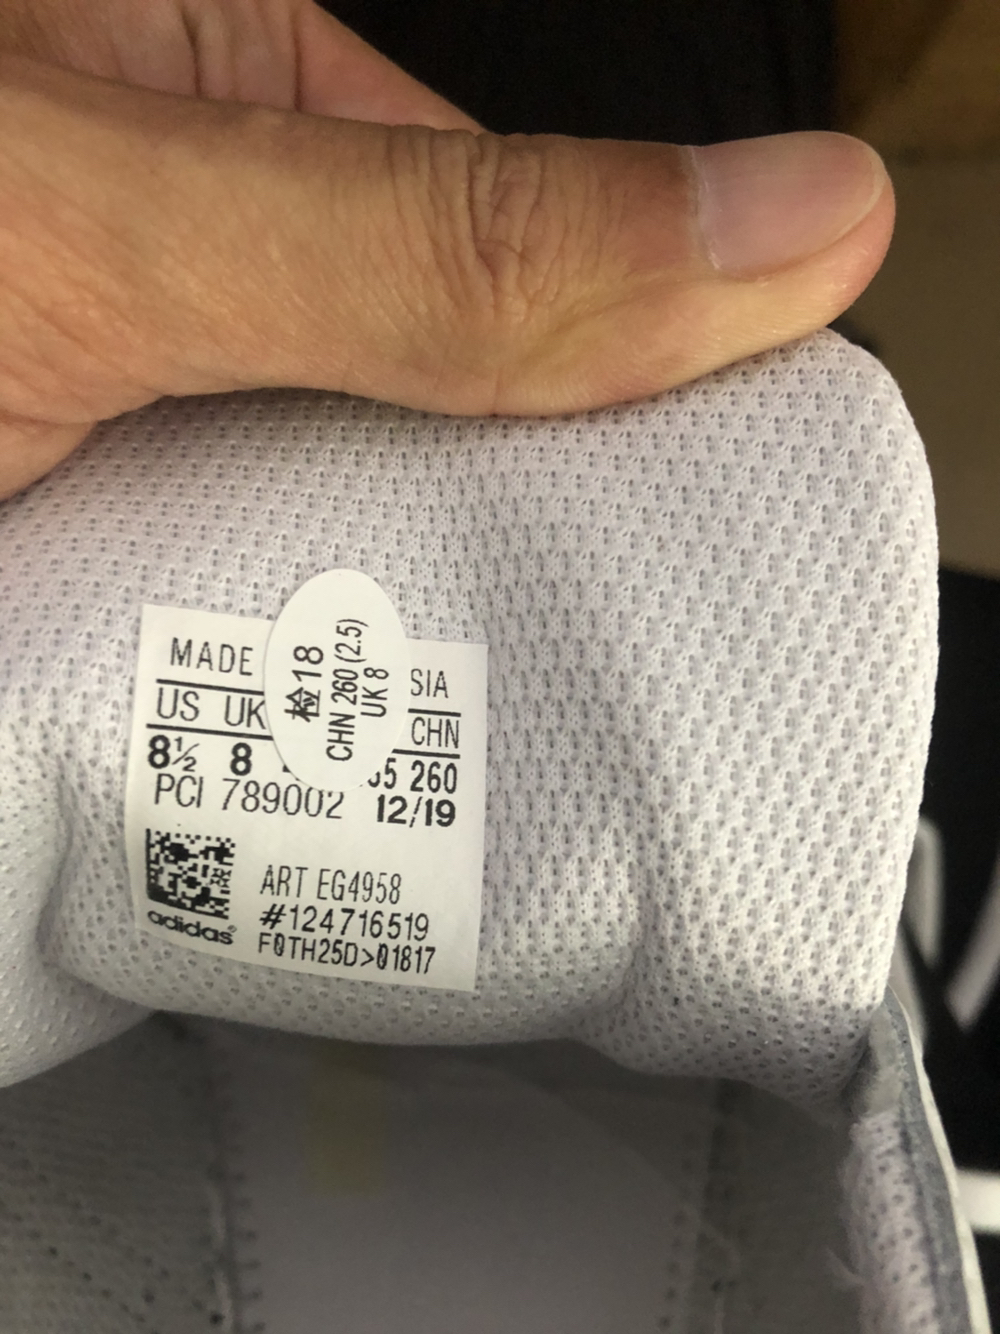 MADE SIA
US UK CHN
8½ 8 35 260
PCI 789002 12/19
检18
CHN 260 (2.5)
UK 8
ART EG4958
#124716519
adidas®
F0TH25D>01817